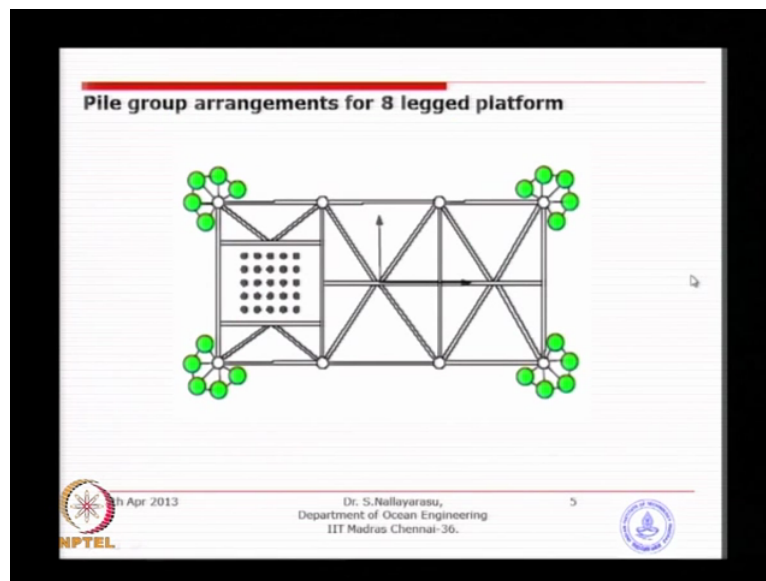 Pile group arrangements for 8 legged platform
th Apr 2013
Dr. S.Nallayarasu,
Department of Ocean Engineering
IIT Madras Chennai-36.
5
NPTEL